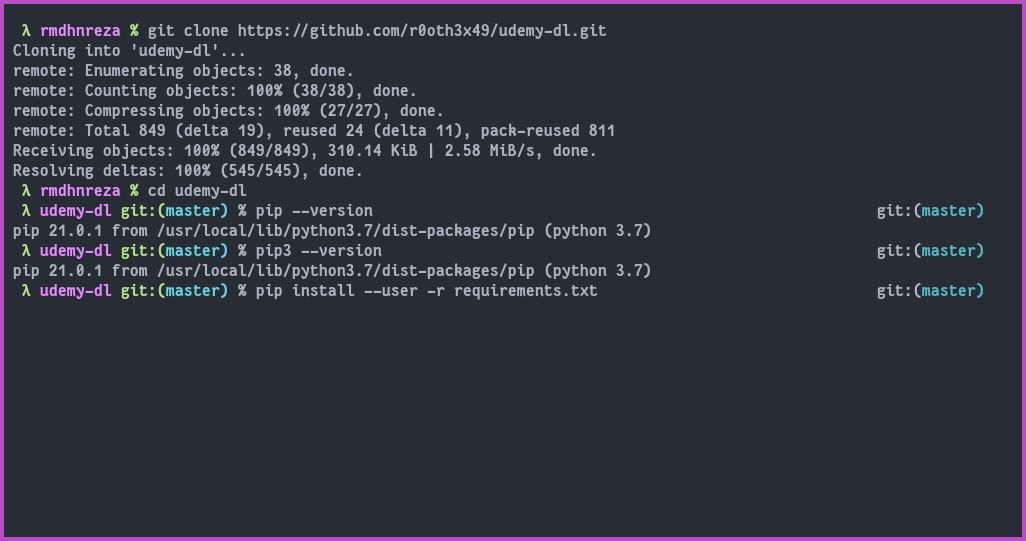 λ rmdhnreza % git clone https://github.com/r0oth3x49/udemy-dl.git
Cloning into 'udemy-dl'...
remote: Enumerating objects: 38, done.
remote: Counting objects: 100% (38/38), done.
remote: Compressing objects: 100% (27/27), done.
remote: Total 849 (delta 19), reused 24 (delta 11), pack-reused 811
Receiving objects: 100% (849/849), 310.14 KiB | 2.58 MiB/s, done.
Resolving deltas: 100% (545/545), done.
λ rmdhnreza % cd udemy-dl
λ udemy-dl git:(master) % pip --version git:(master)
pip 21.0.1 from /usr/local/lib/python3.7/dist-packages/pip (python 3.7)
λ udemy-dl git:(master) % pip3 --version git:(master)
pip 21.0.1 from /usr/local/lib/python3.7/dist-packages/pip (python 3.7)
λ udemy-dl git:(master) % pip install --user -r requirements.txt git:(master)